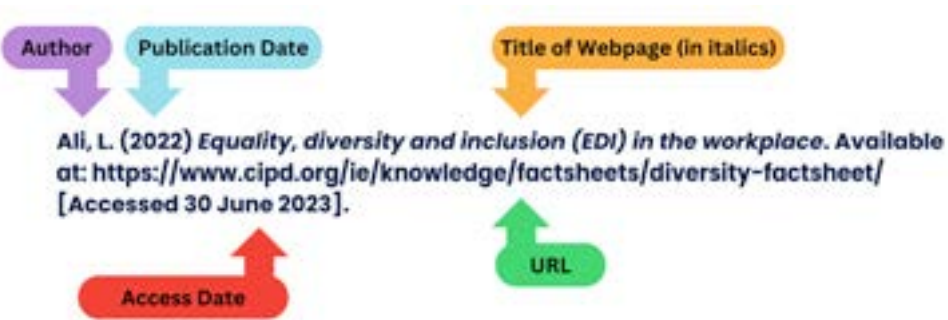 Author
Publication Date
Title of Webpage (in italics)
Ali, L. (2022) Equality, diversity and inclusion (EDI) in the workplace. Available
at: https://www.cipd.org/ie/knowledge/factsheets/diversity-factsheet/
[Accessed 30 June 2023].
URL
Access Date